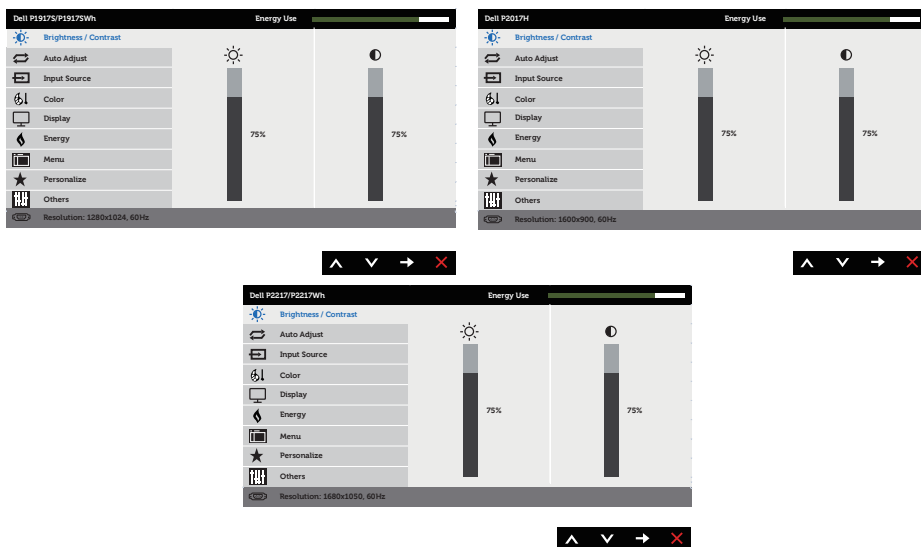 Dell P1917S/P1917SWh Energy Use
Brightness / Contrast
Auto Adjust
Input Source
Color
Display
Energy
Menu
Personalize
Others
75% 75%
Resolution: 1280x1024, 60Hz
Dell P2017H Energy Use
Brightness / Contrast
Auto Adjust
Input Source
Color
Display
Energy
Menu
Personalize
Others
75% 75%
Resolution: 1600x900, 60Hz
Dell P2217/P2217Wh Energy Use
Brightness / Contrast
Auto Adjust
Input Source
Color
Display
Energy
Menu
Personalize
Others
75% 75%
Resolution: 1680x1050, 60Hz